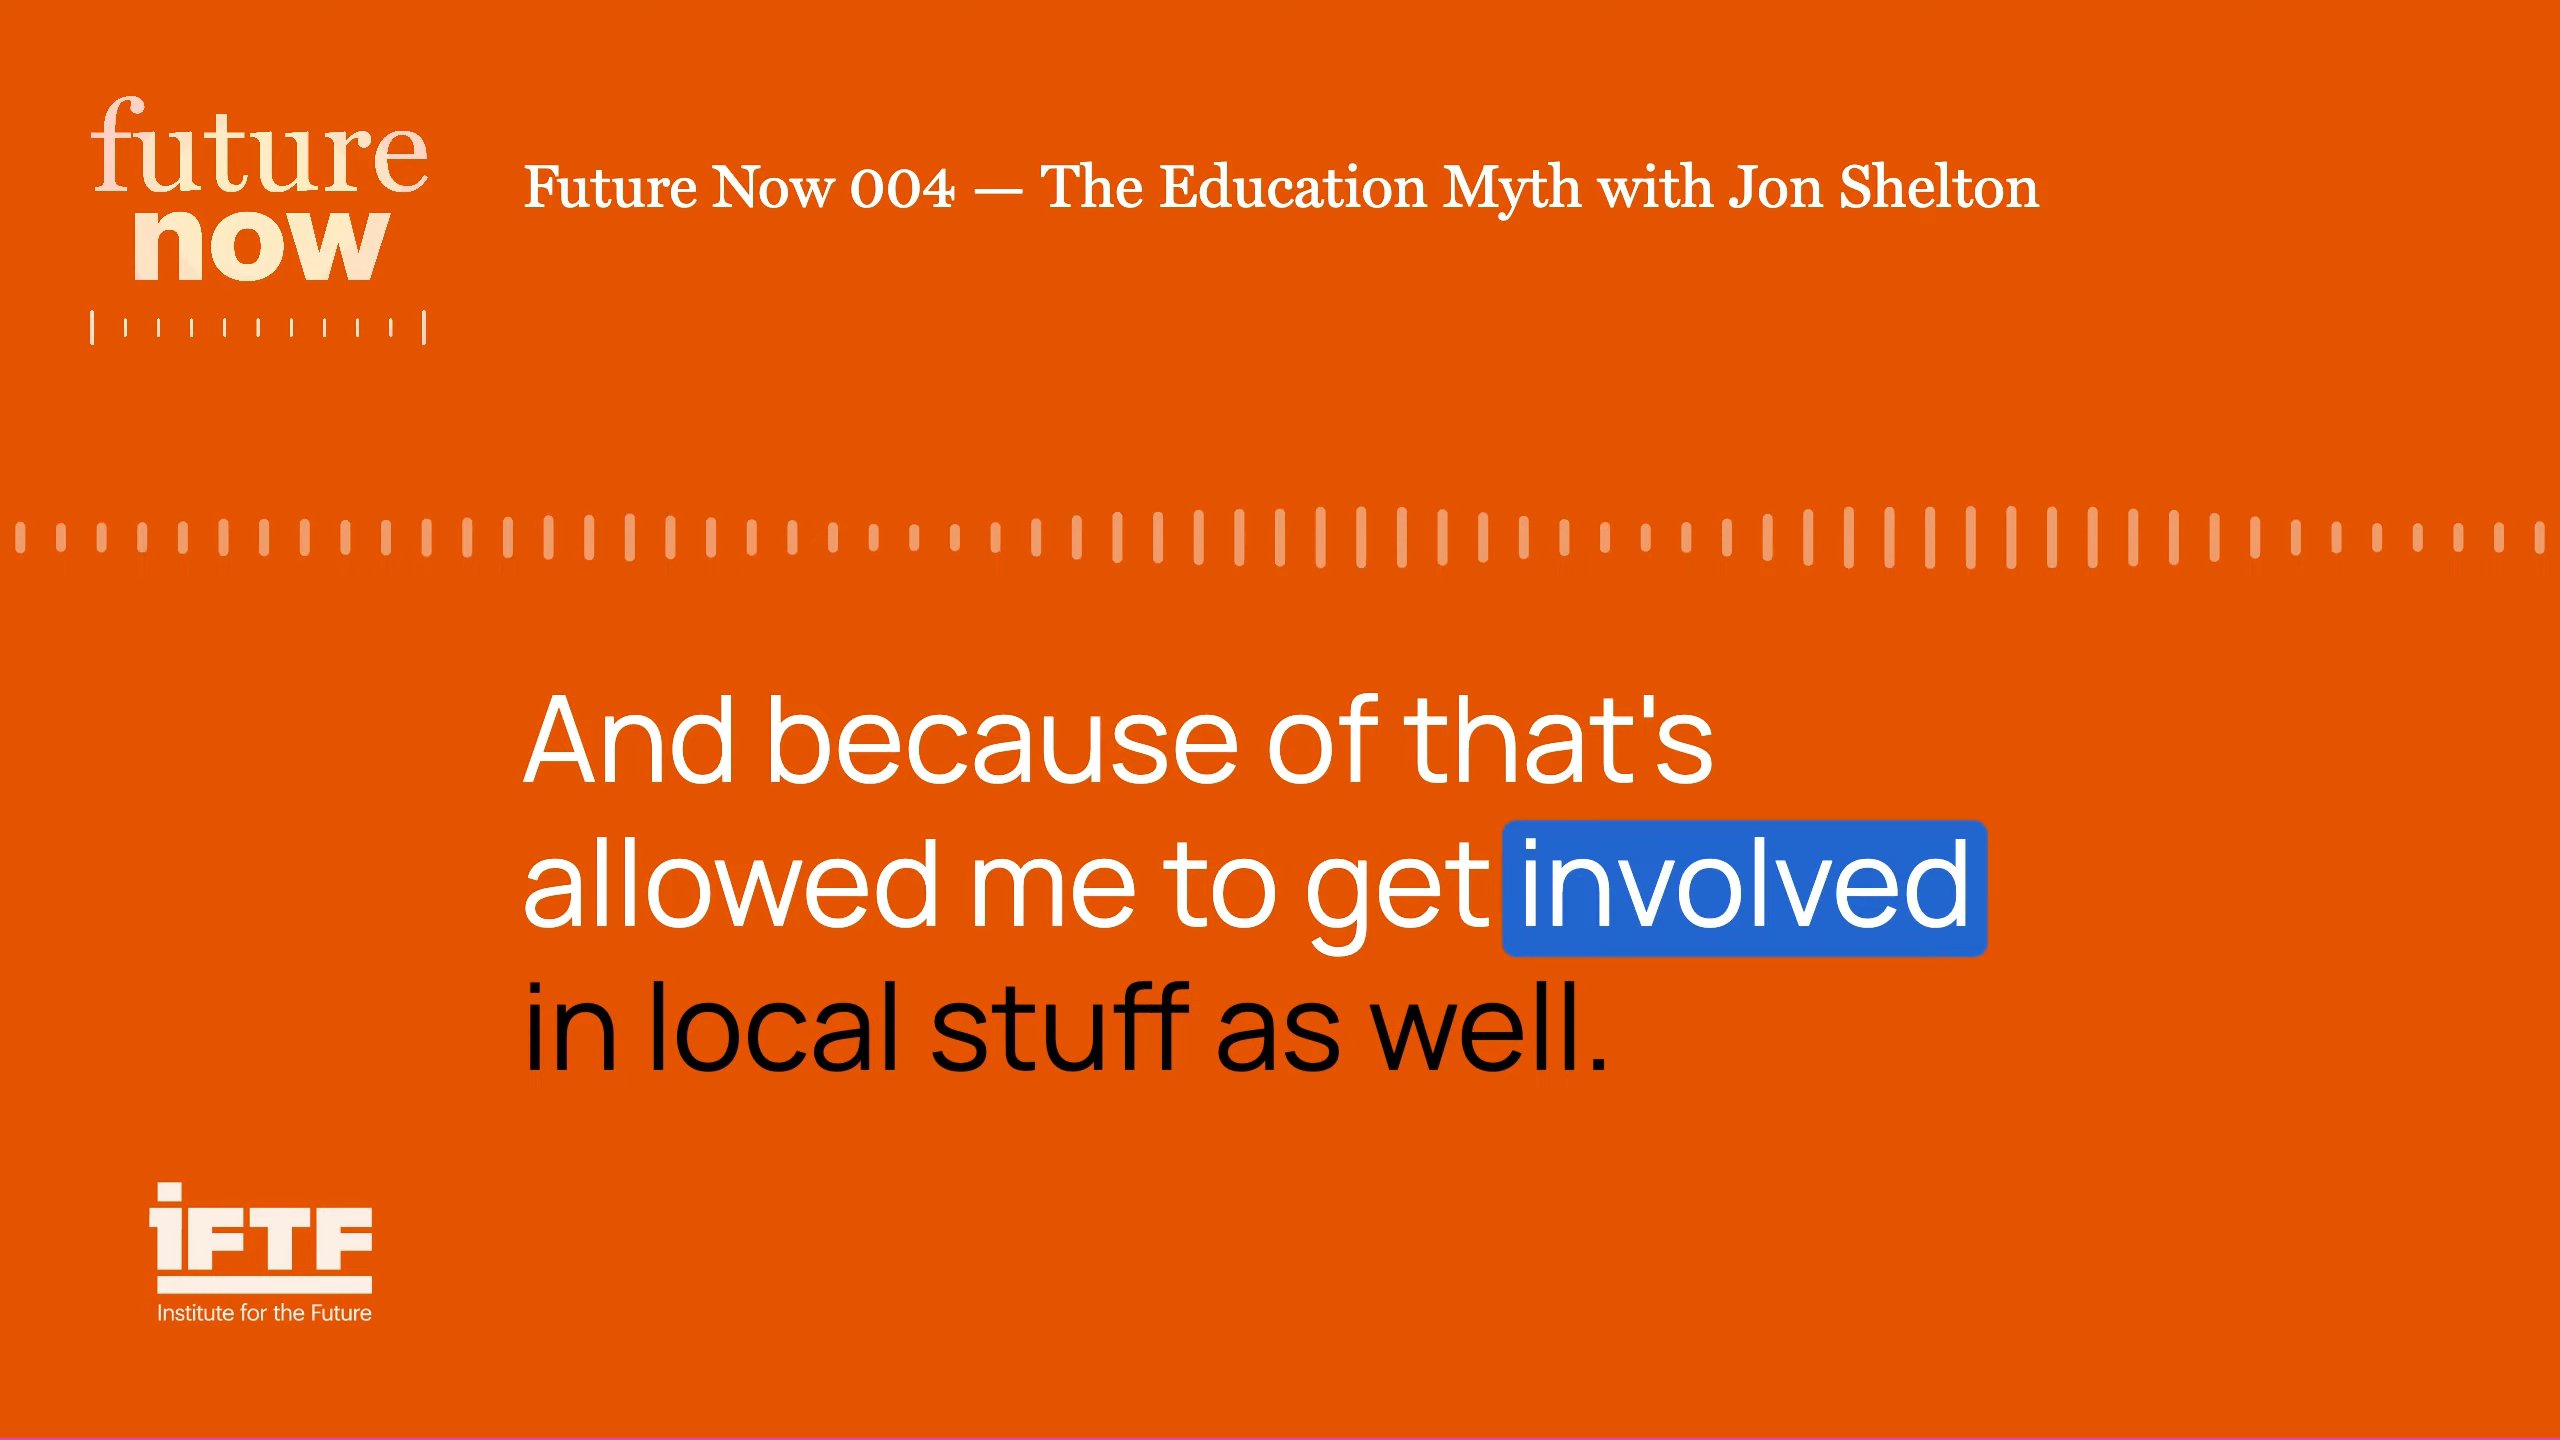 future
now
Future Now 004 — The Education Myth with Jon Shelton
And because of that's
allowed me to get involved
in local stuff as well.
iFTF
Institute for the Future